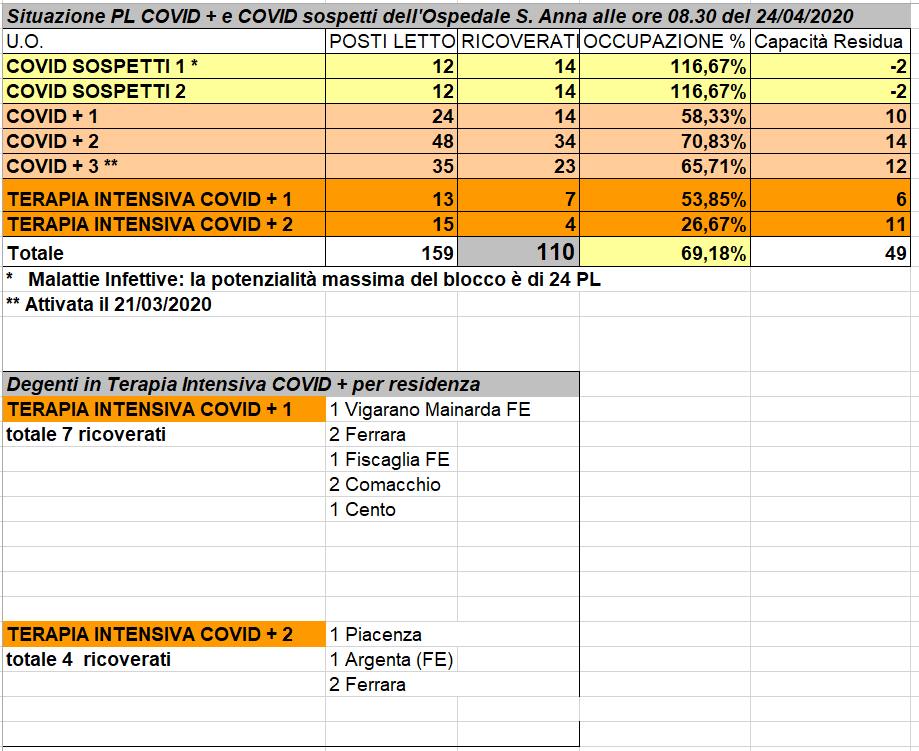 Situazione PL COVID + e COVID sospetti dell'Ospedale S. Anna alle ore 08.30 del 24/04/2020
U.O. POSTI LETTO RICOVERATI OCCUPAZIONE % Capacità Residua
COVID SOSPETTI 1 * 12 14 116,67% -2
COVID SOSPETTI 2 12 14 116,67% -2
COVID + 1 24 14 58,33% 10
COVID + 2 48 34 70,83% 14
COVID + 3 ** 35 23 65,71% 12
TERAPIA INTENSIVA COVID + 1 13 7 53,85% 6
TERAPIA INTENSIVA COVID + 2 15 4 26,67% 11
Totale 159 110 69,18% 49
* Malattie Infettive: la potenzialità massima del blocco è di 24 PL
** Attivata il 21/03/2020
Degenti in Terapia Intensiva COVID + per residenza
TERAPIA INTENSIVA COVID + 1 1 Vigarano Mainarda FE
totale 7 ricoverati 2 Ferrara
1 Fiscaglia FE
2 Comacchio
1 Cento
TERAPIA INTENSIVA COVID + 2 1 Piacenza
totale 4 ricoverati 1 Argenta (FE)
2 Ferrara